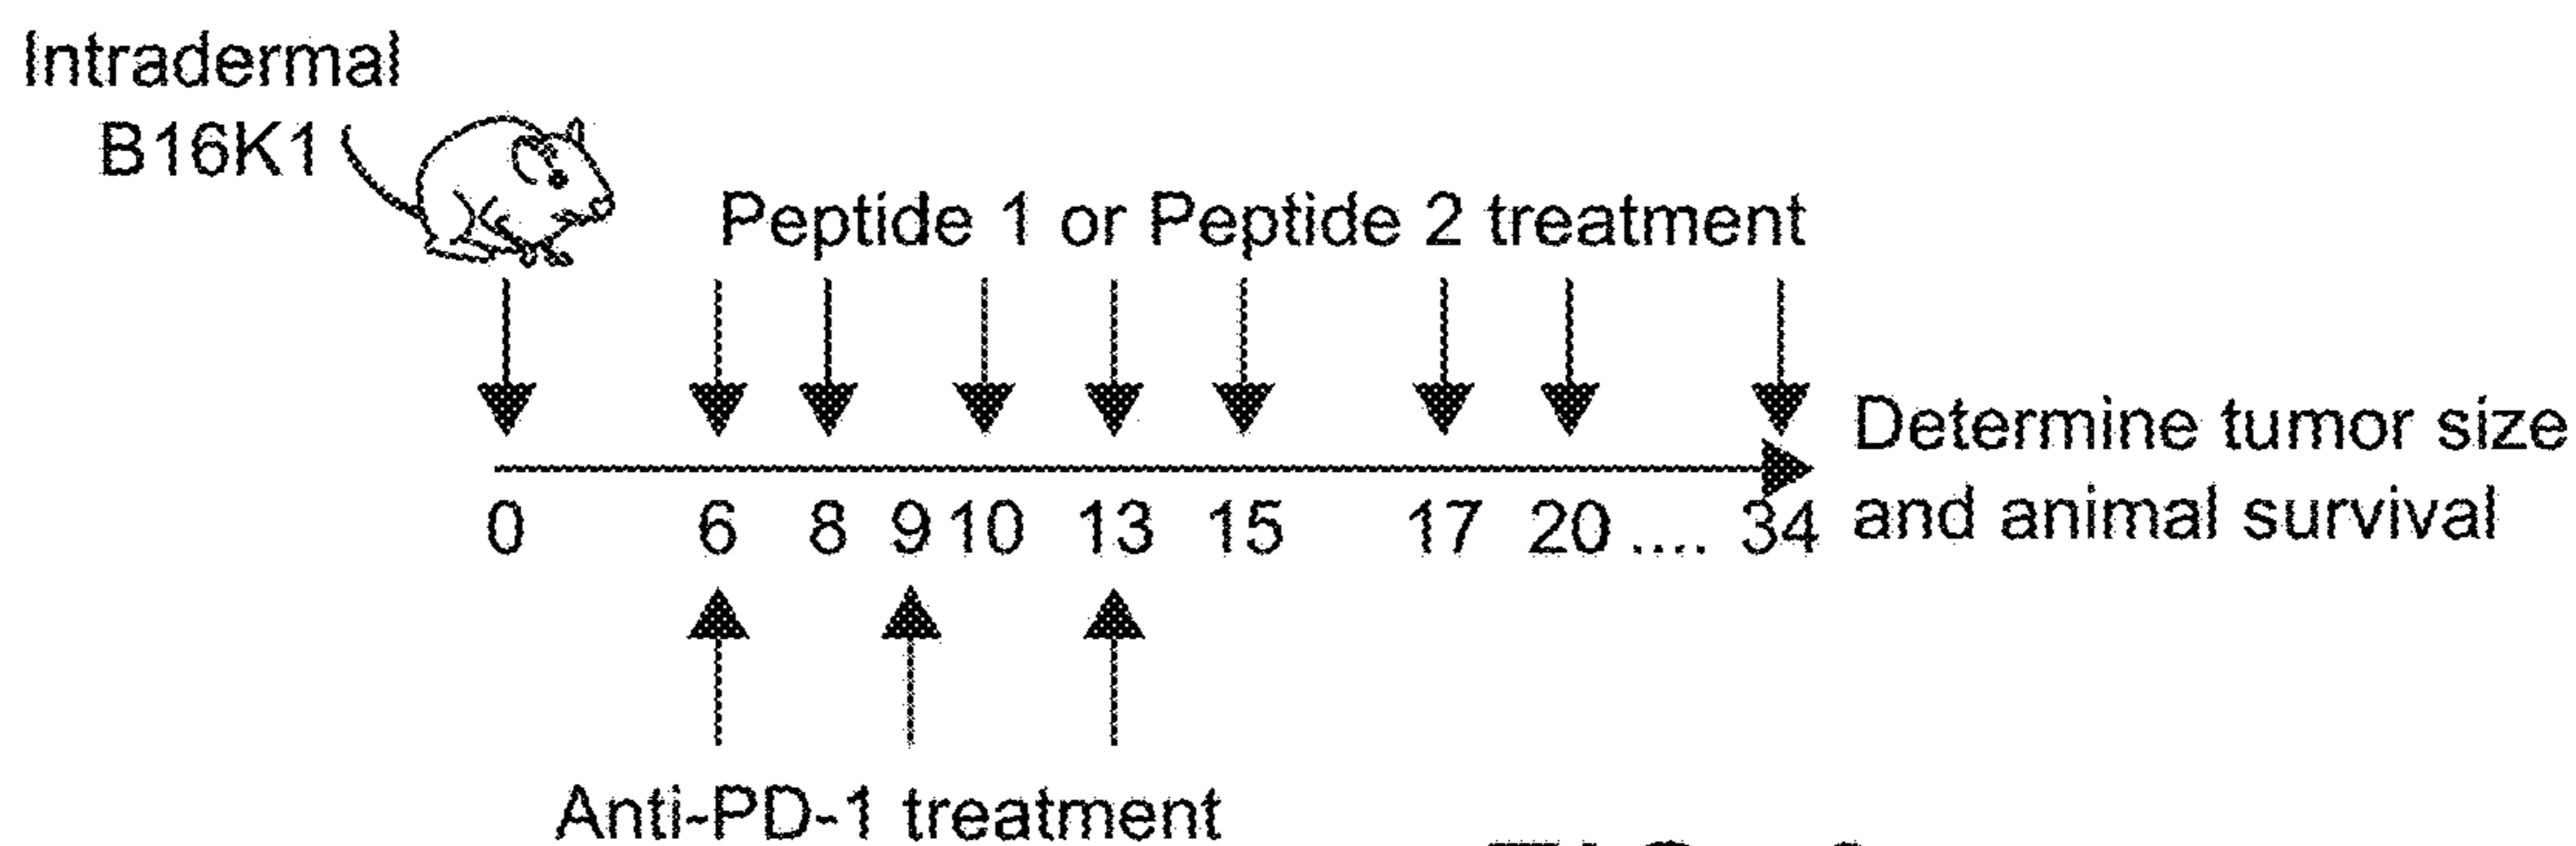 Intradermal
B16K1
Peptide 1 or Peptide 2 treatment
Determine tumor size
and animal survival
0 6 8 9 10 13 15 17 20 .... 34
Anti-PD-1 treatment